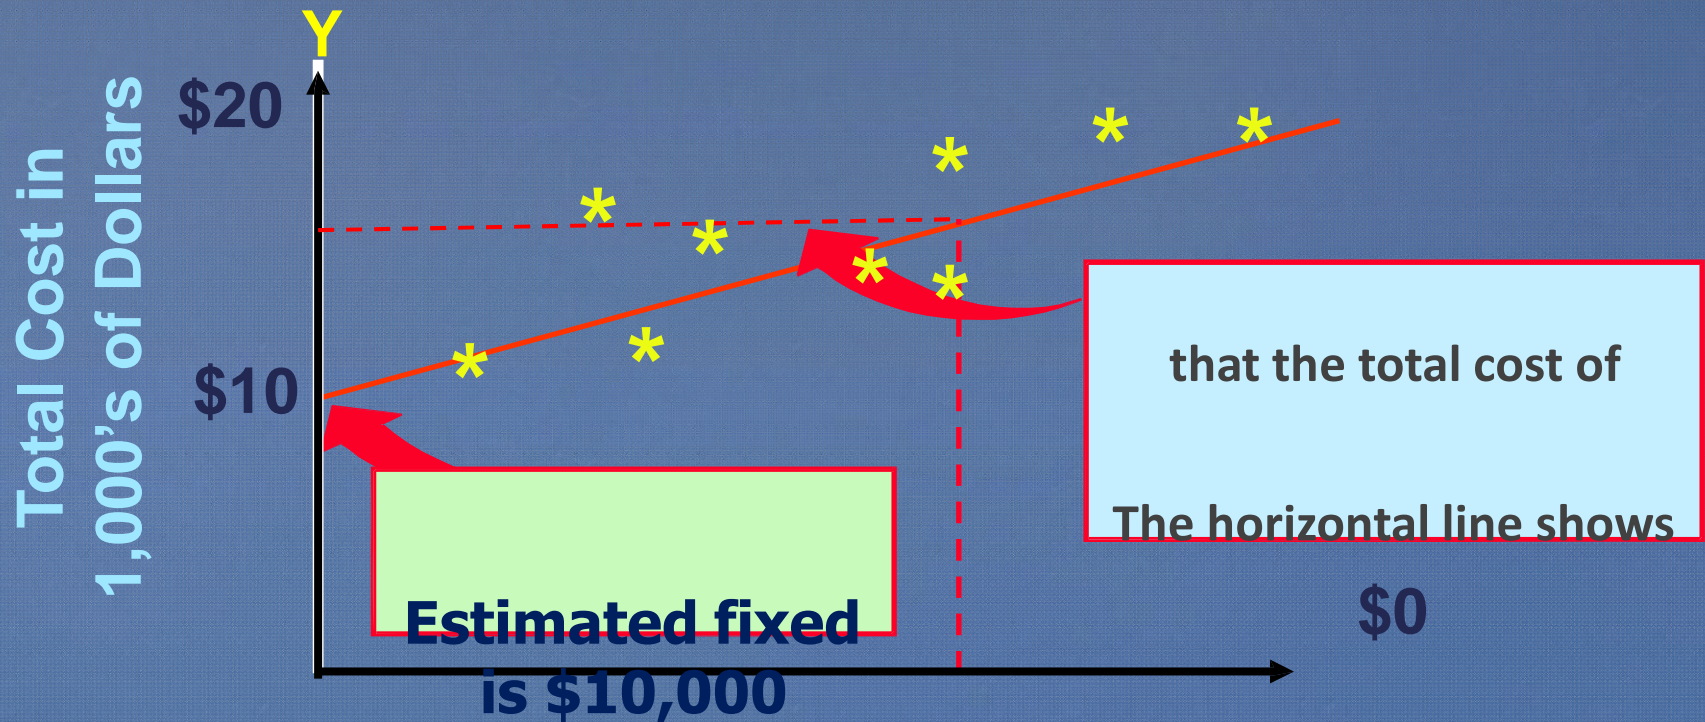 Y
$20
Total Cost in
1,000’s of Dollars
$10
that the total cost of
The horizontal line shows
$0
Estimated fixed
is $10,000